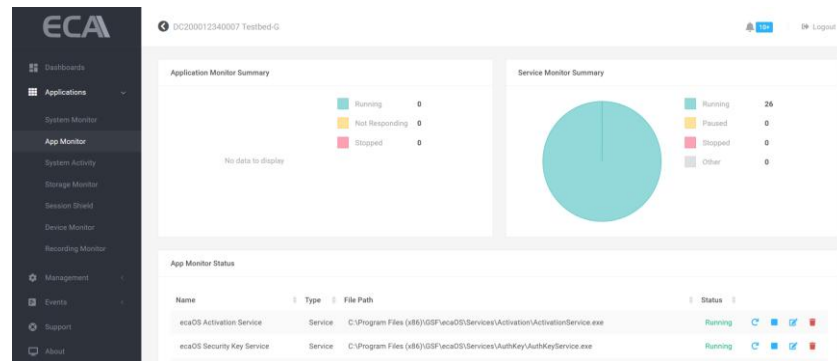 ECA
DC200012340007 Testbed-G
10+
Logout
Dashboards
Applications
System Monitor
App Monitor
System Activity
Storage Monitor
Session Shield
Device Monitor
Recording Monitor
Management
Events
Support
About
Application Monitor Summary
No data to display
Running 0
Not Responding 0
Stopped 0
Service Monitor Summary
Running 26
Paused 0
Stopped 0
Other 0
App Monitor Status
Name Type File Path Status
ecaOS Activation Service Service C:\Program Files (x86)\GSF\ecaOS\Services\Activation\ActivationService.exe Running
ecaOS Security Key Service Service C:\Program Files (x86)\GSF\ecaOS\Services\AuthKey\AuthKeyService.exe Running